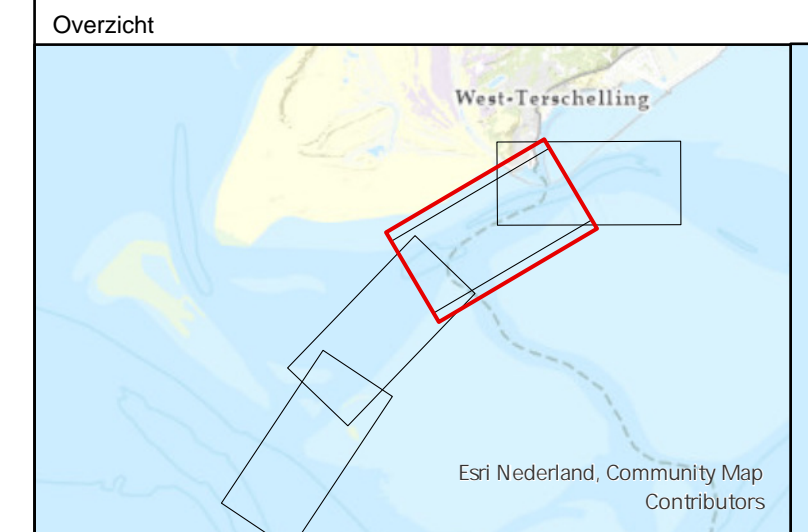 Overzicht
West-Terschelling
Esri Nederland, Community Map
Contributors